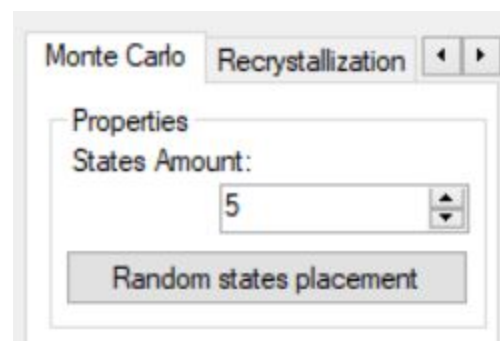 Monte Carlo Recrystallization
Properties
States Amount:
5
Random states placement